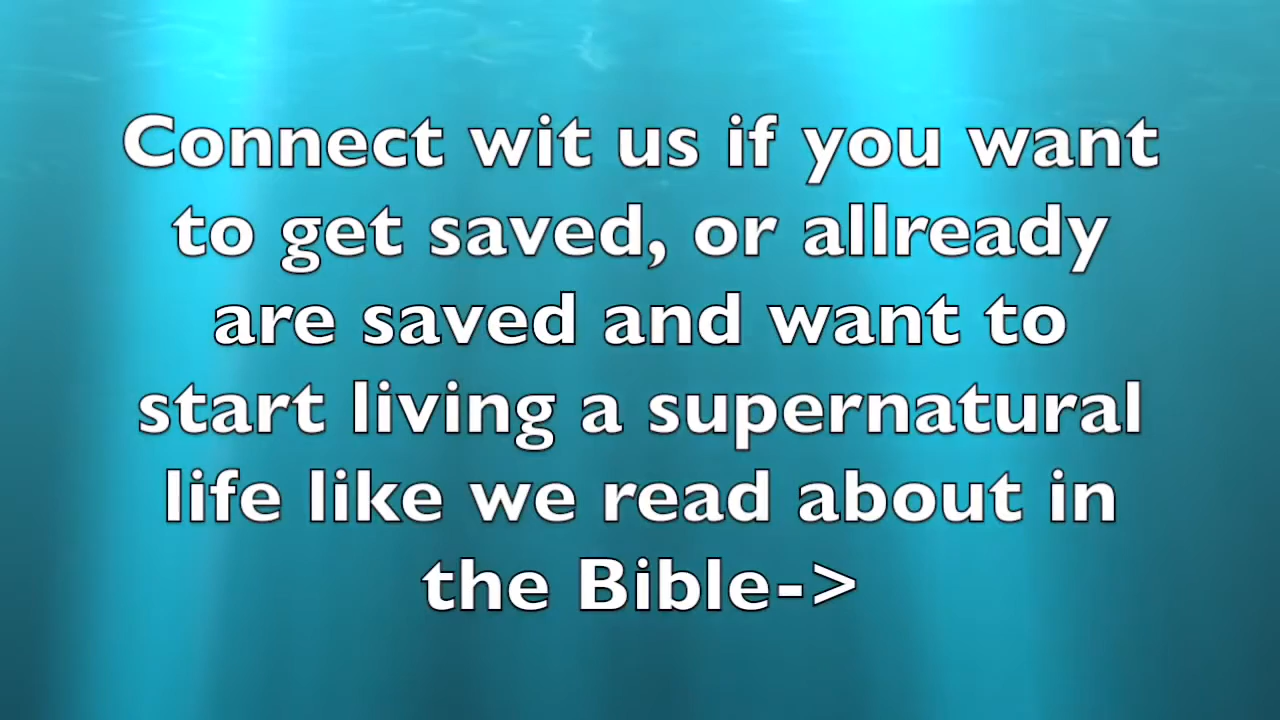 Connect wit us if you want
to get saved, or allready
are saved and want to
start living a supernatural
life like we read about in
the Bible->